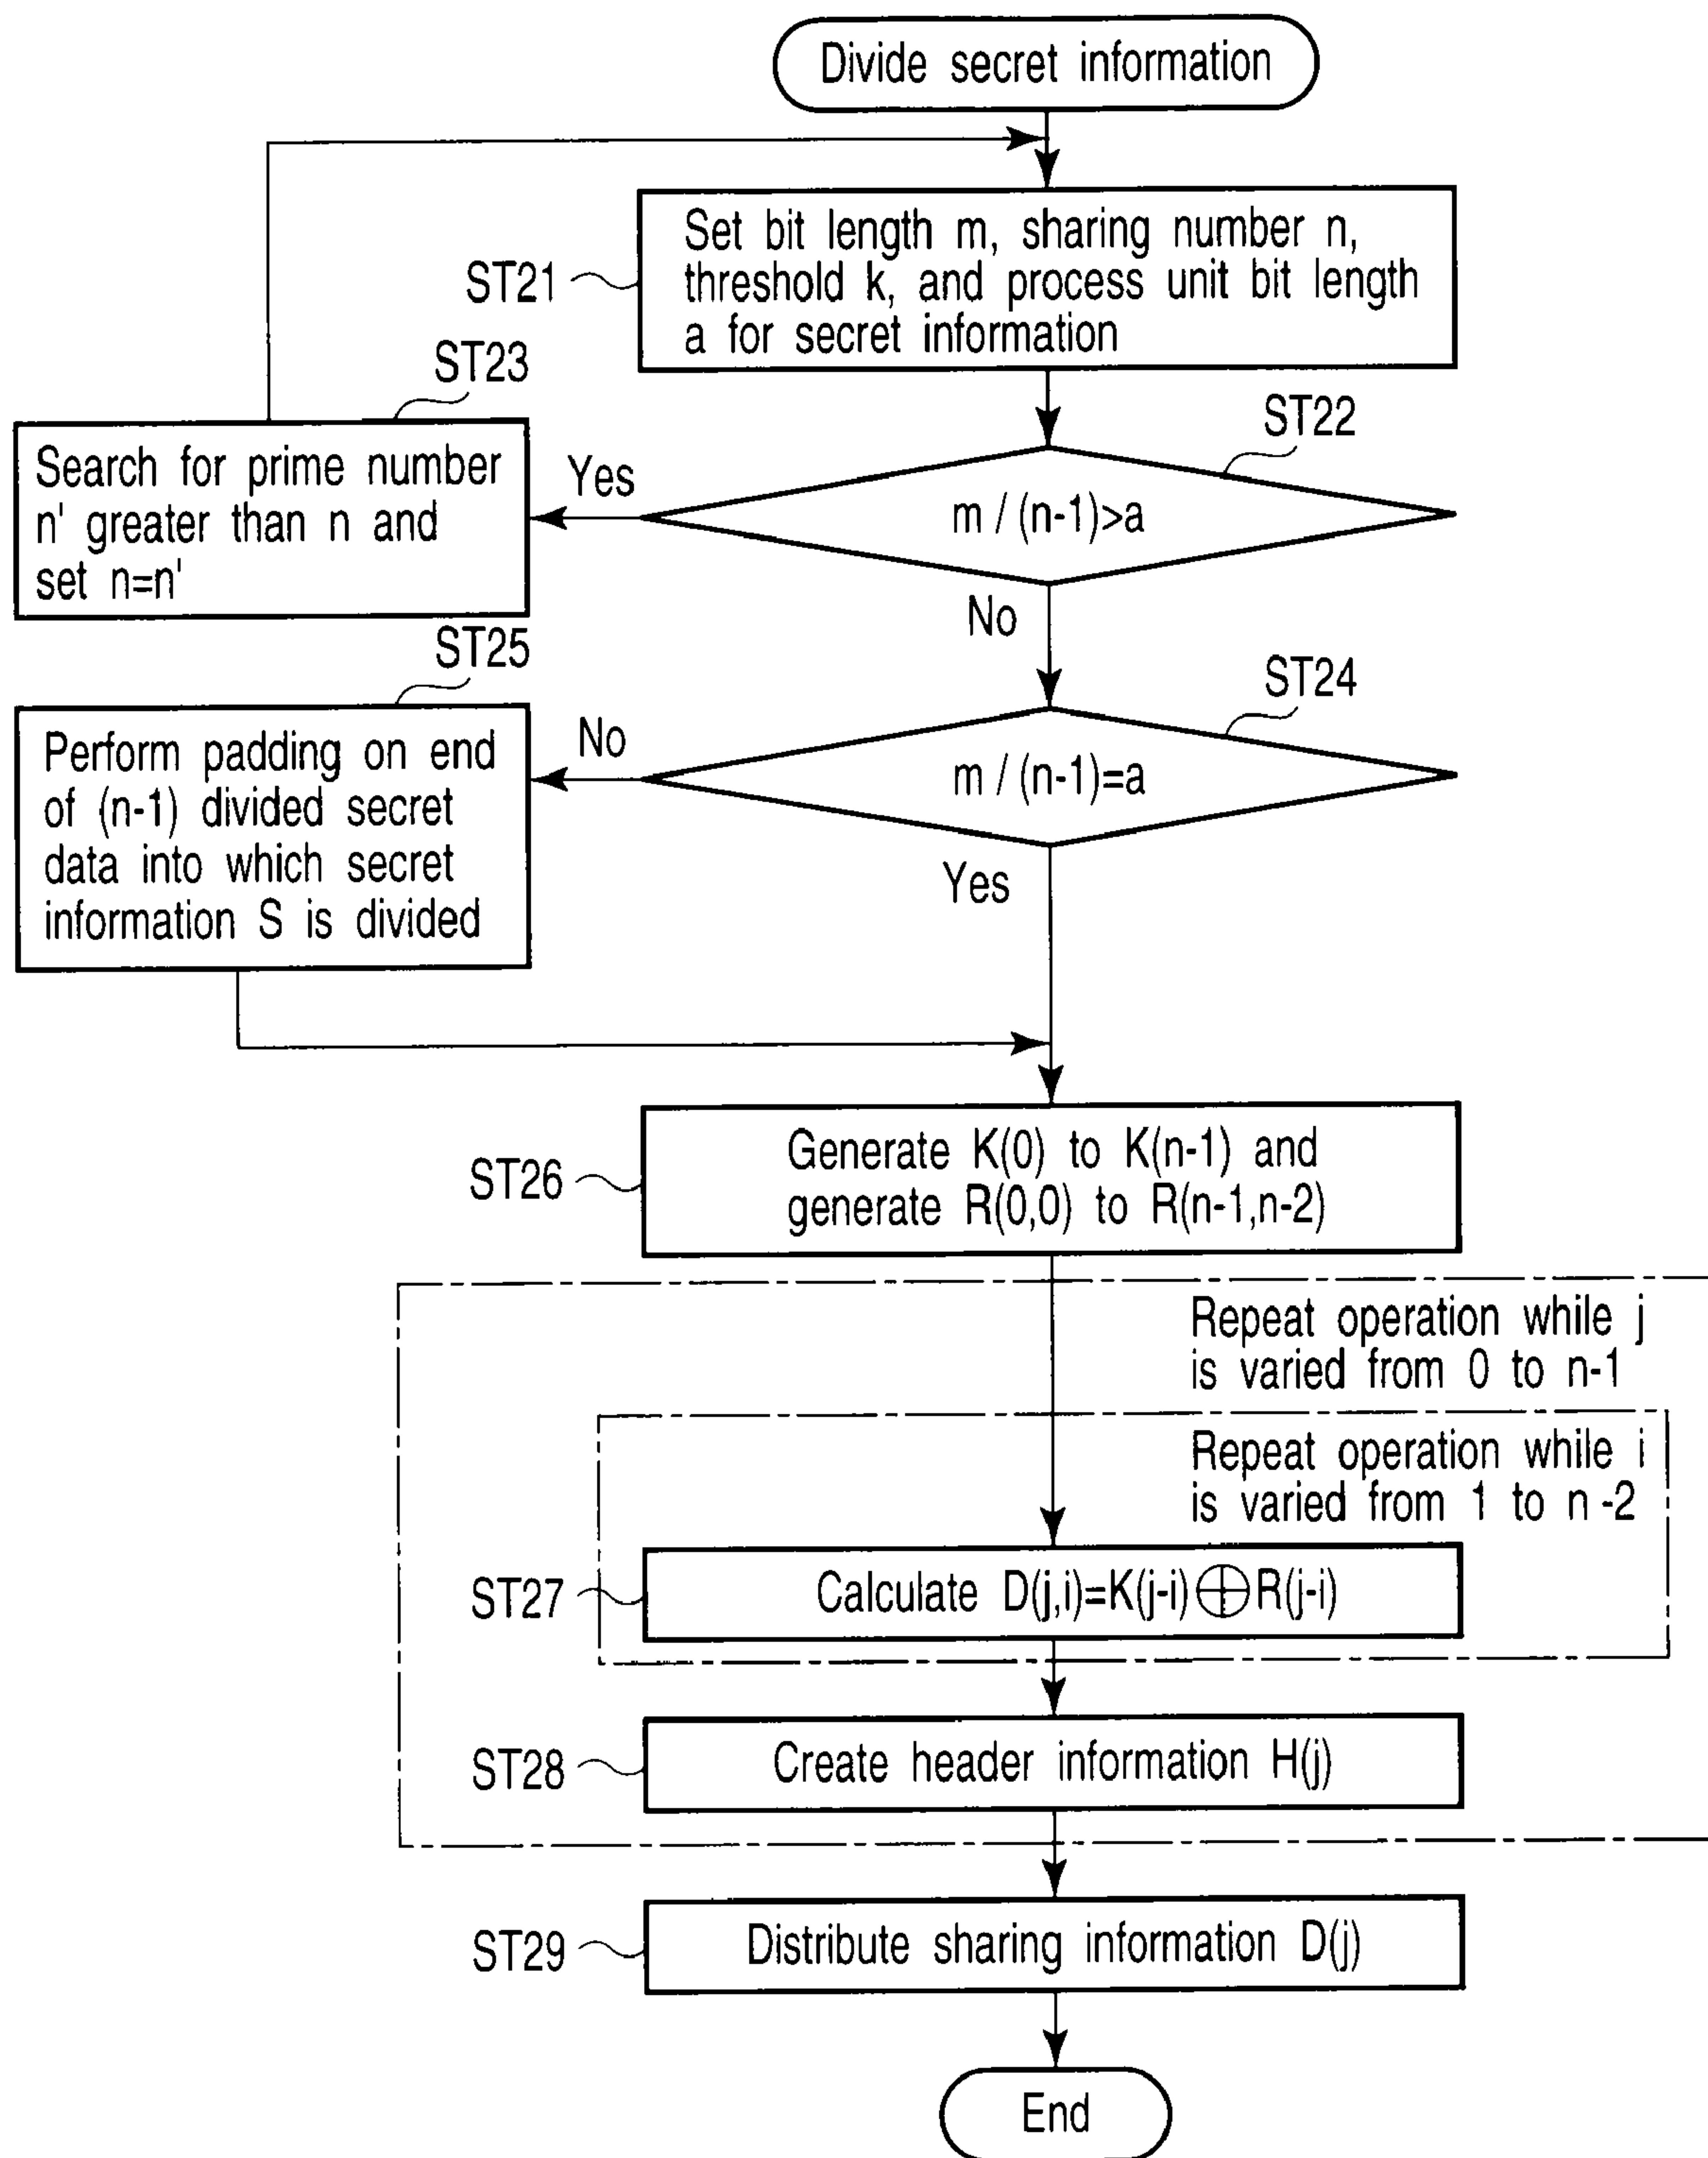 Divide secret information
Set bit length m, sharing number n,
threshold k, and process unit bit length
a for secret information
ST21
ST23
Search for prime number
n' greater than n and
set n=n'
Yes
ST22
m / (n-1)>a
No
ST25
Perform padding on end
of (n-1) divided secret
data into which secret
information S is divided
No
ST24
m / (n-1)=a
Yes
ST26
Generate K(0) to K(n-1) and
generate R(0,0) to R(n-1,n-2)
Repeat operation while j
is varied from 0 to n-1
Repeat operation while i
is varied from 1 to n-2
ST27
Calculate D(j,i)=K(j-i)⊕R(j-i)
ST28
Create header information H(j)
ST29
Distribute sharing information D(j)
End